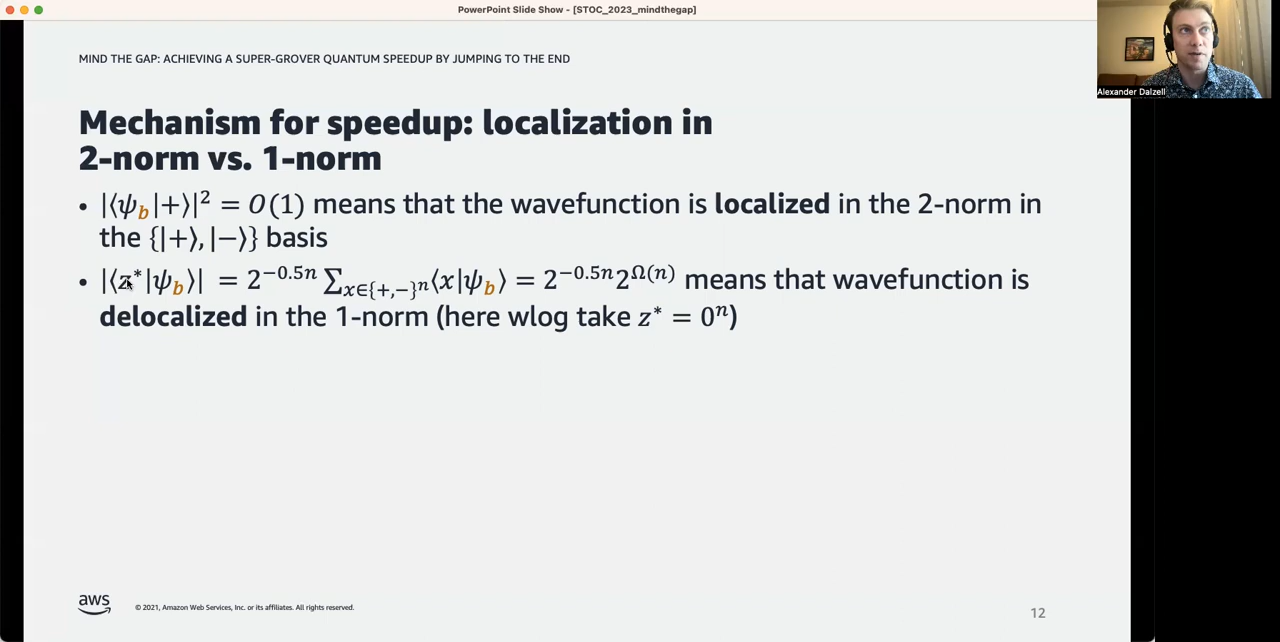 PowerPoint Slide Show - [STOC_2023_mindthegap]
Alexander Dalzell
MIND THE GAP: ACHIEVING A SUPER-GROVER QUANTUM SPEEDUP BY JUMPING TO THE END
Mechanism for speedup: localization in
2-norm vs. 1-norm
• |⟨ψ_b|+⟩|² = O(1) means that the wavefunction is localized in the 2-norm in
the {|+⟩, |−⟩} basis
• |⟨z*|ψ_b⟩| = 2^{−0.5n} ∑_{x∈{+,−}^n} ⟨x|ψ_b⟩ = 2^{−0.5n} 2^{Ω(n)} means that wavefunction is
delocalized in the 1-norm (here wlog take z* = 0^n)
aws
© 2021, Amazon Web Services, Inc. or its affiliates. All rights reserved.
12